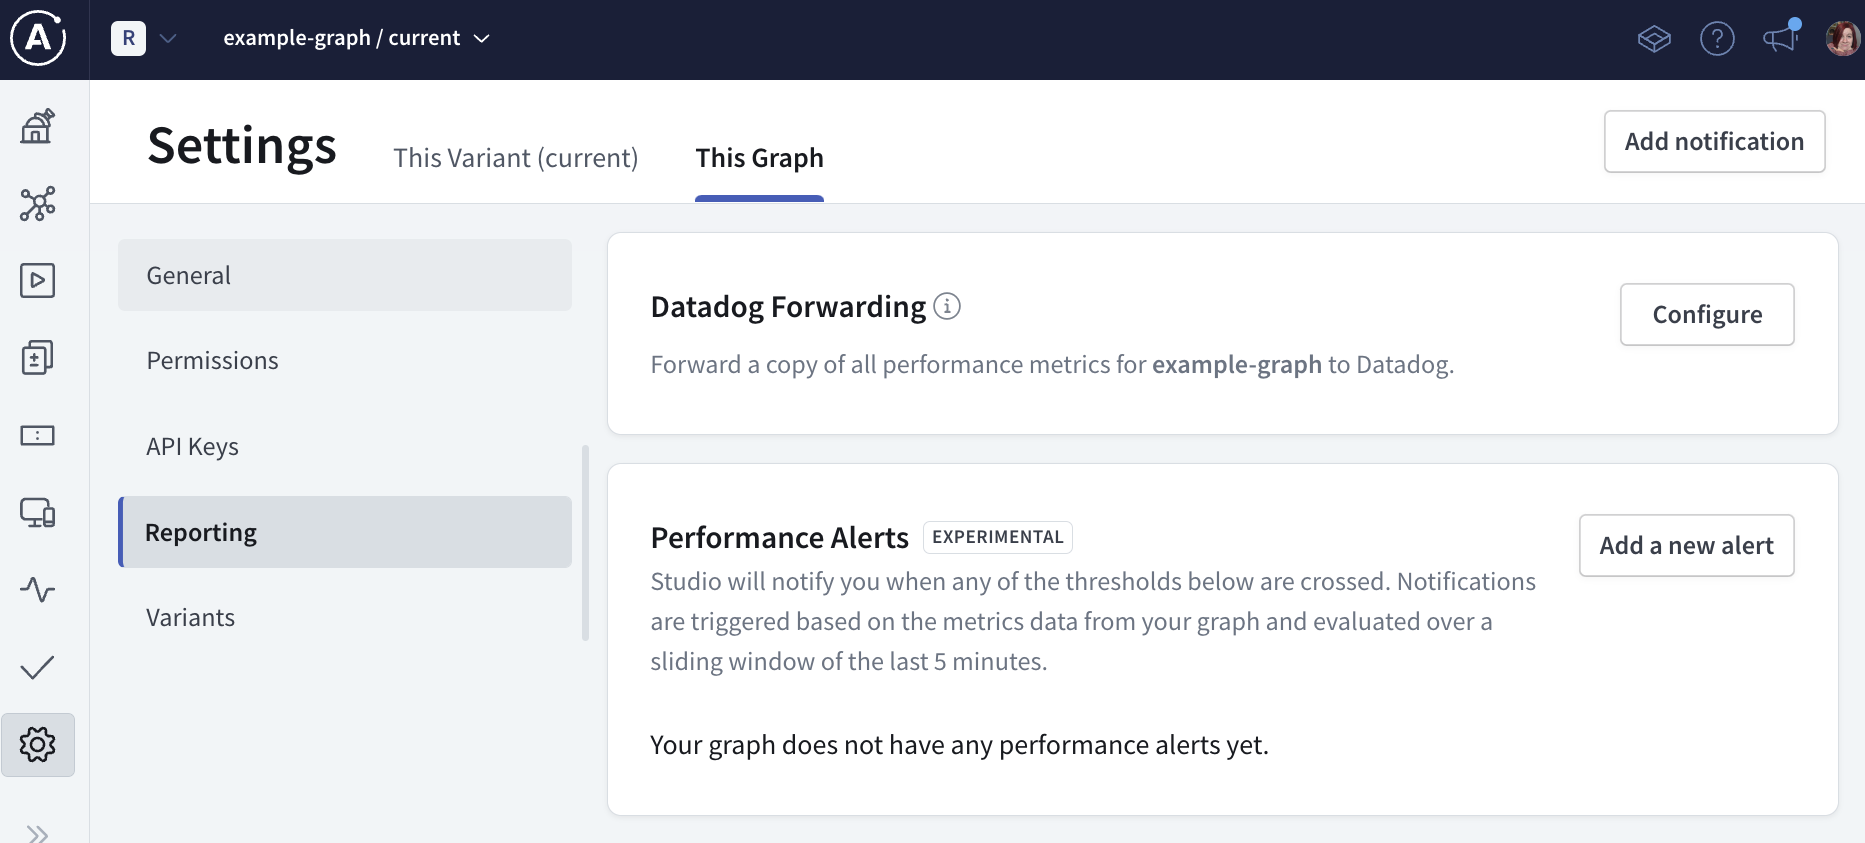 A
R
example-graph / current
?
Settings
This Variant (current)
This Graph
Add notification
General
Permissions
API Keys
Reporting
Variants
Datadog Forwarding
Configure
Forward a copy of all performance metrics for example-graph to Datadog.
Performance Alerts
EXPERIMENTAL
Add a new alert
Studio will notify you when any of the thresholds below are crossed. Notifications
are triggered based on the metrics data from your graph and evaluated over a
sliding window of the last 5 minutes.
Your graph does not have any performance alerts yet.